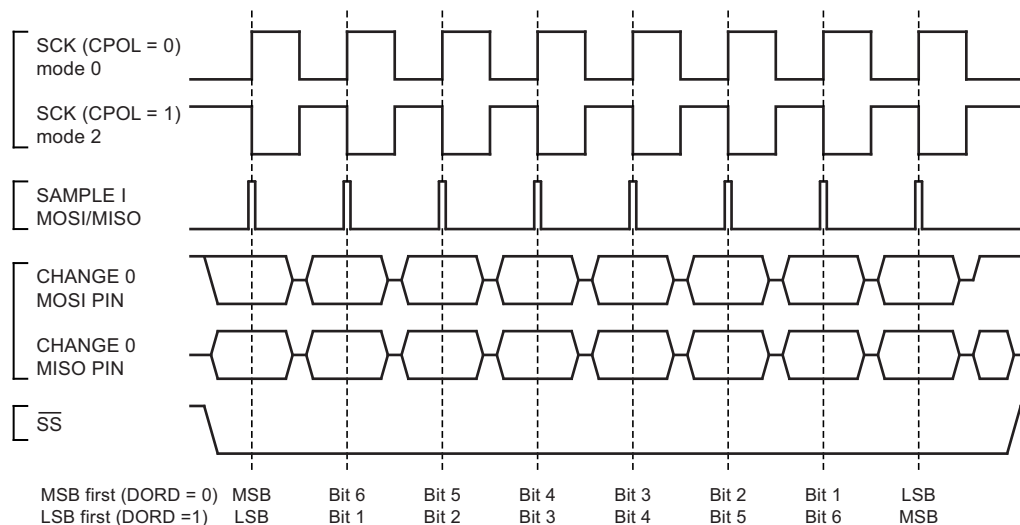 SCK (CPOL = 0)
mode 0
SCK (CPOL = 1)
mode 2
SAMPLE I
MOSI/MISO
CHANGE 0
MOSI PIN
CHANGE 0
MISO PIN
SS
MSB first (DORD = 0) MSB Bit 6 Bit 5 Bit 4 Bit 3 Bit 2 Bit 1 LSB
LSB first (DORD =1) LSB Bit 1 Bit 2 Bit 3 Bit 4 Bit 5 Bit 6 MSB